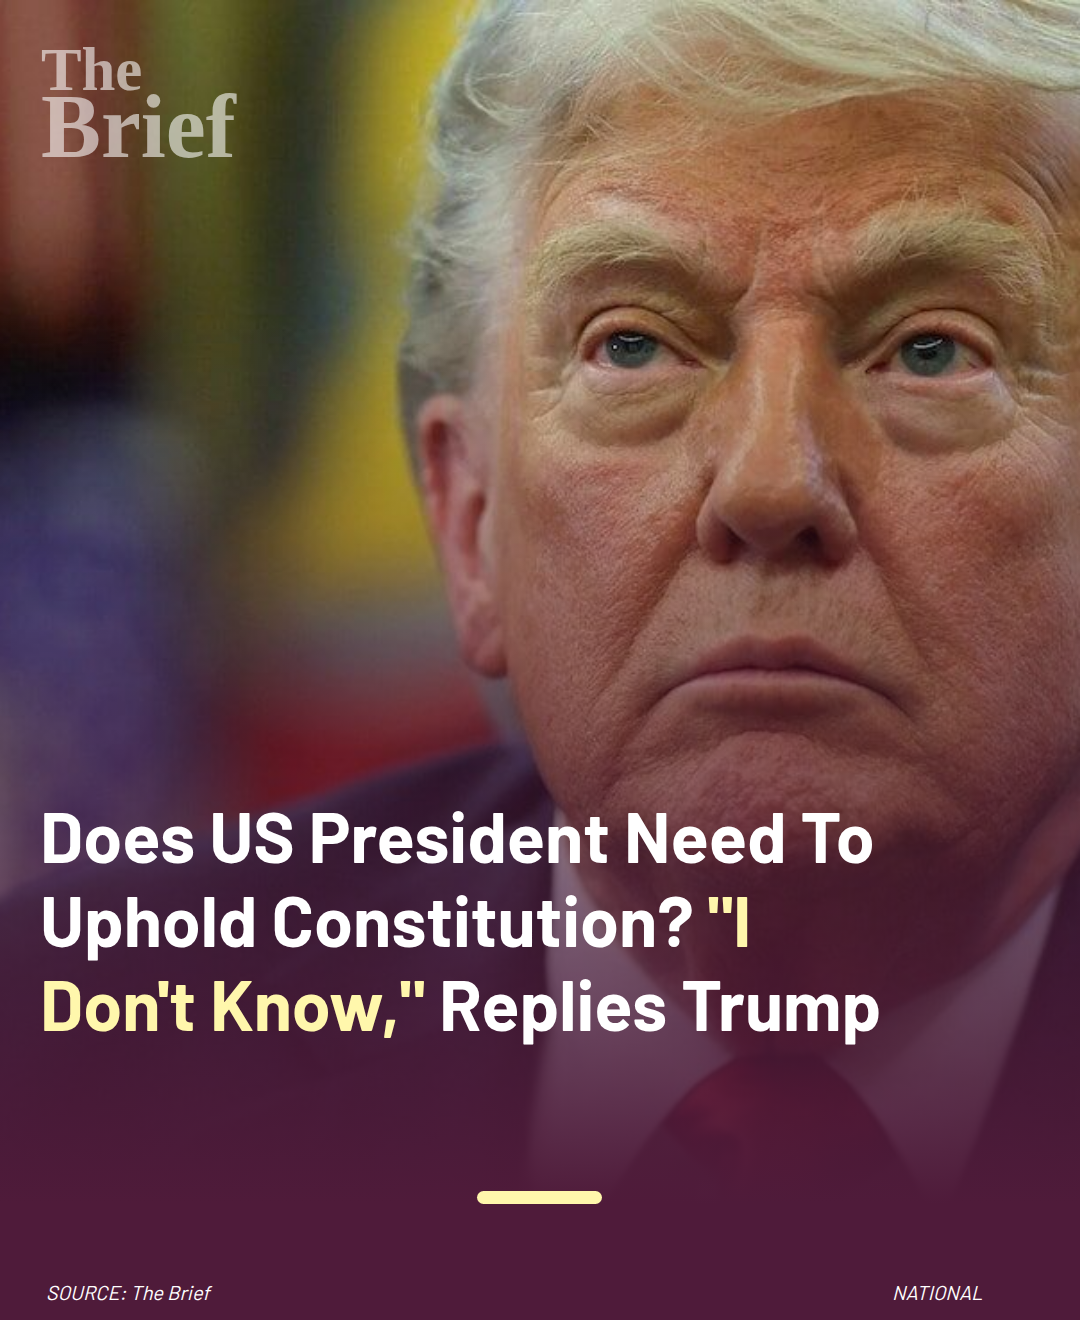 The
Brief
Does US President Need To
Uphold Constitution? "I
Don't Know," Replies Trump
SOURCE: The Brief
NATIONAL